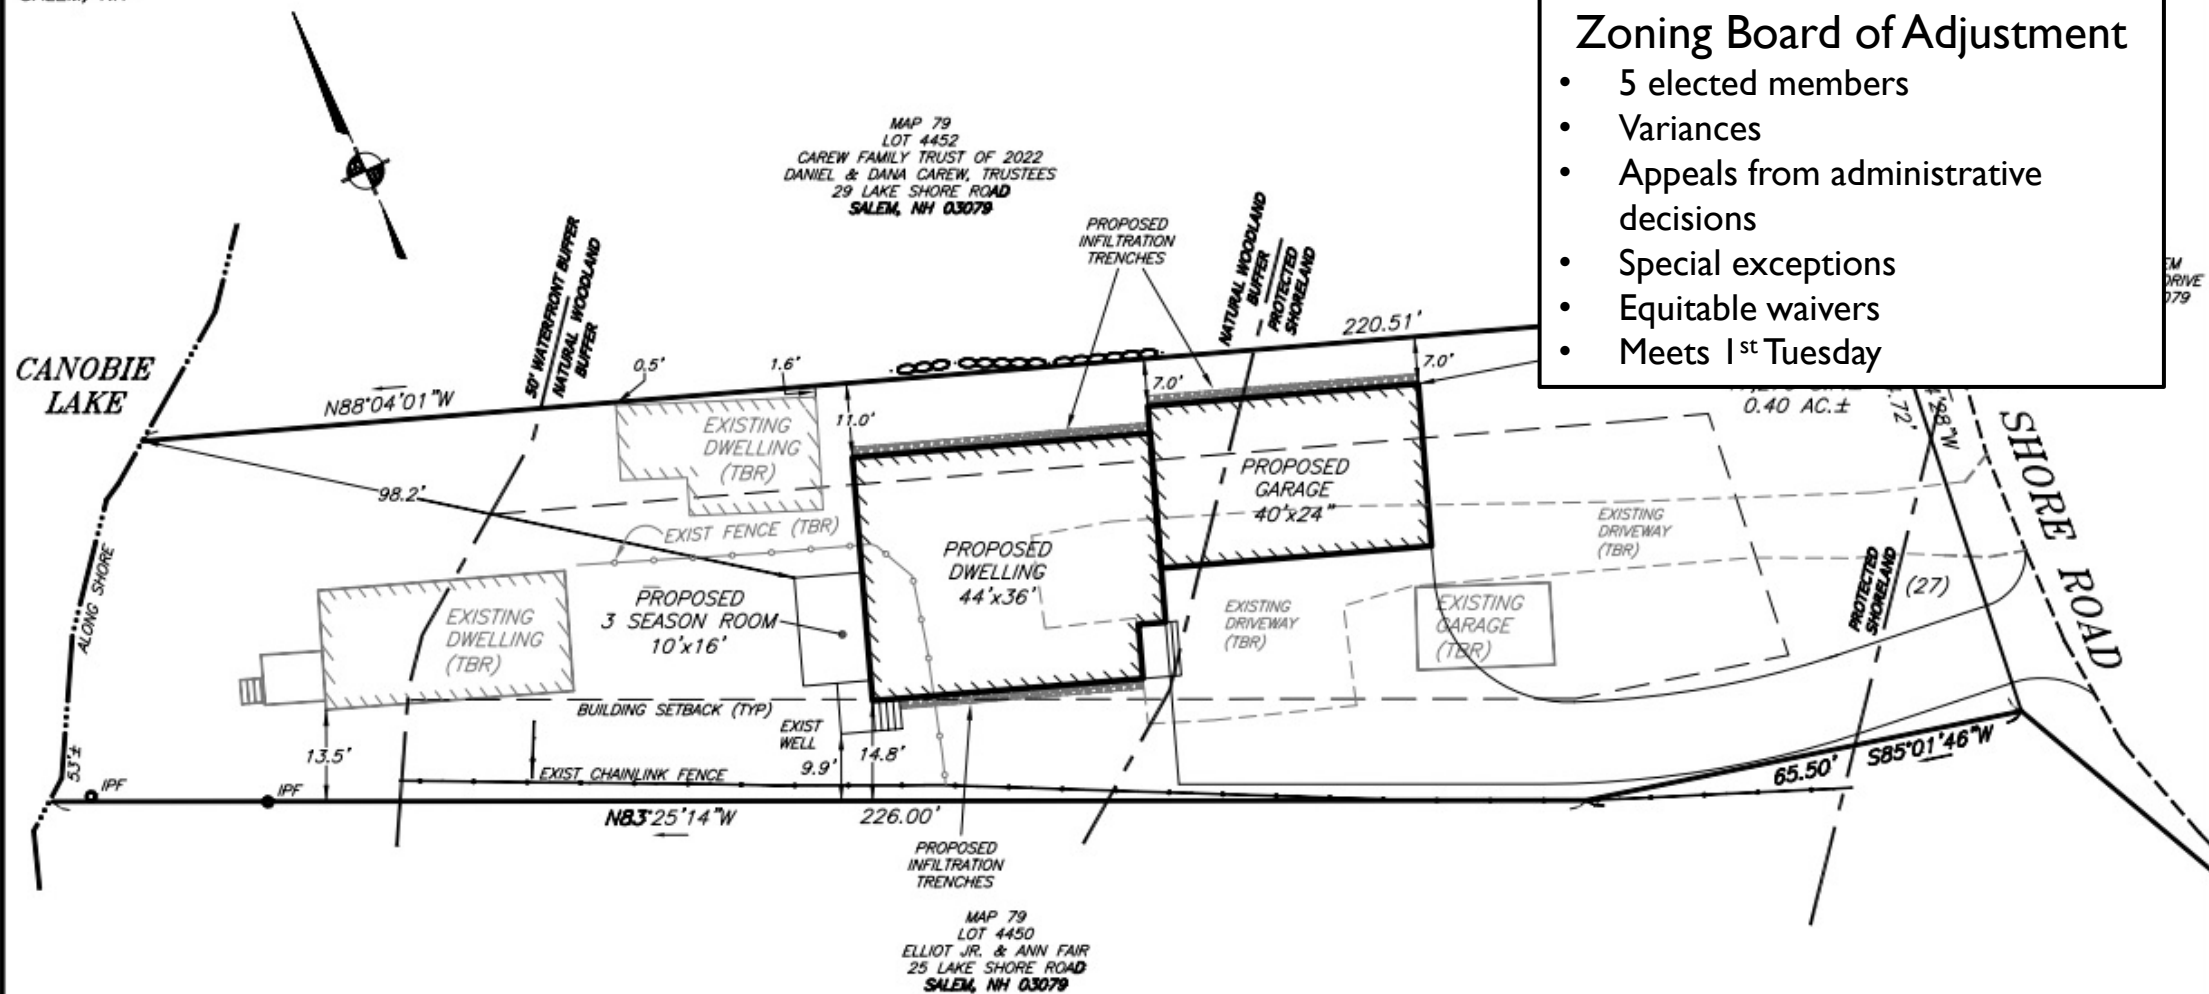 Zoning Board of Adjustment
• 5 elected members
• Variances
• Appeals from administrative
decisions
• Special exceptions
• Equitable waivers
• Meets 1st Tuesday
MAP 79
LOT 4452
CAREW FAMILY TRUST OF 2022
DANIEL & DANA CAREW, TRUSTEES
29 LAKE SHORE ROAD
SALEM, NH 03079
PROPOSED
INFILTRATION
TRENCHES
50' WATERFRONT BUFFER
NATURAL WOODLAND
BUFFER
NATURAL WOODLAND
BUFFER
PROTECTED
SHORELAND
220.51'
CANOBIE
LAKE
N88°04'01"W
0.5'
1.6'
11.0'
7.0'
7.0'
0.40 AC.±
EXISTING
DWELLING
(TBR)
98.2'
EXIST FENCE (TBR)
PROPOSED
GARAGE
40'x24"
EXISTING
DRIVEWAY
(TBR)
SHORE ROAD
ALONG SHORE
EXISTING
DWELLING
(TBR)
PROPOSED
3 SEASON ROOM
10'x16'
PROPOSED
DWELLING
44'x36'
EXISTING
DRIVEWAY
(TBR)
EXISTING
GARAGE
(TBR)
PROTECTED
SHORELAND
(27)
BUILDING SETBACK (TYP)
EXIST
WELL
13.5'
9.9'
14.8'
53'±
IPF
IPF
EXIST CHAINLINK FENCE
65.50'
S85°01'46"W
N83°25'14"W
226.00'
PROPOSED
INFILTRATION
TRENCHES
MAP 79
LOT 4450
ELLIOT JR. & ANN FAIR
25 LAKE SHORE ROAD
SALEM, NH 03079